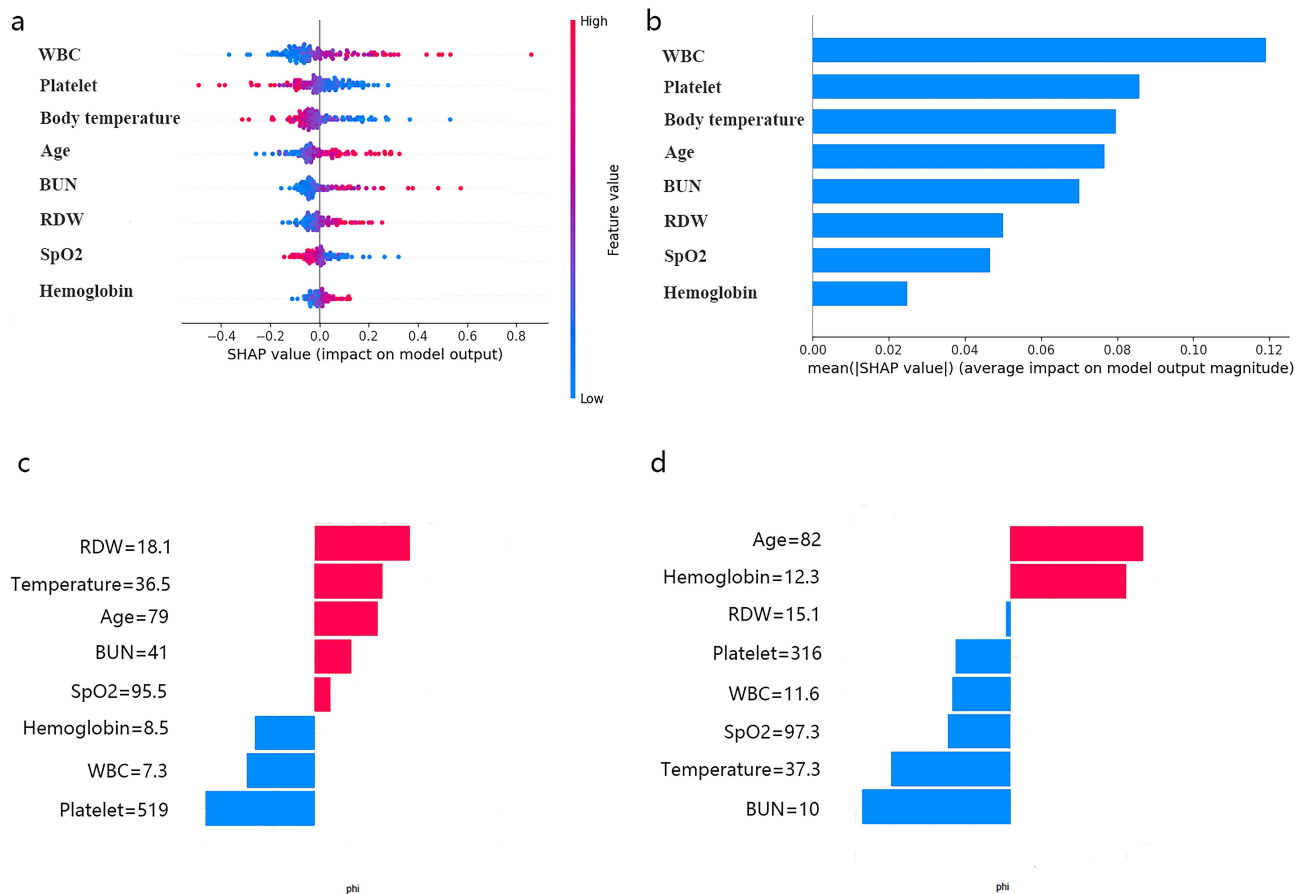 a
WBC
Platelet
Body temperature
Age
BUN
RDW
SpO2
Hemoglobin
−0.4 −0.2 0.0 0.2 0.4 0.6 0.8
SHAP value (impact on model output)
High
Feature value
Low
b
WBC
Platelet
Body temperature
Age
BUN
RDW
SpO2
Hemoglobin
0.00 0.02 0.04 0.06 0.08 0.10 0.12
mean(|SHAP value|) (average impact on model output magnitude)
c
RDW=18.1
Temperature=36.5
Age=79
BUN=41
SpO2=95.5
Hemoglobin=8.5
WBC=7.3
Platelet=519
phi
d
Age=82
Hemoglobin=12.3
RDW=15.1
Platelet=316
WBC=11.6
SpO2=97.3
Temperature=37.3
BUN=10
phi